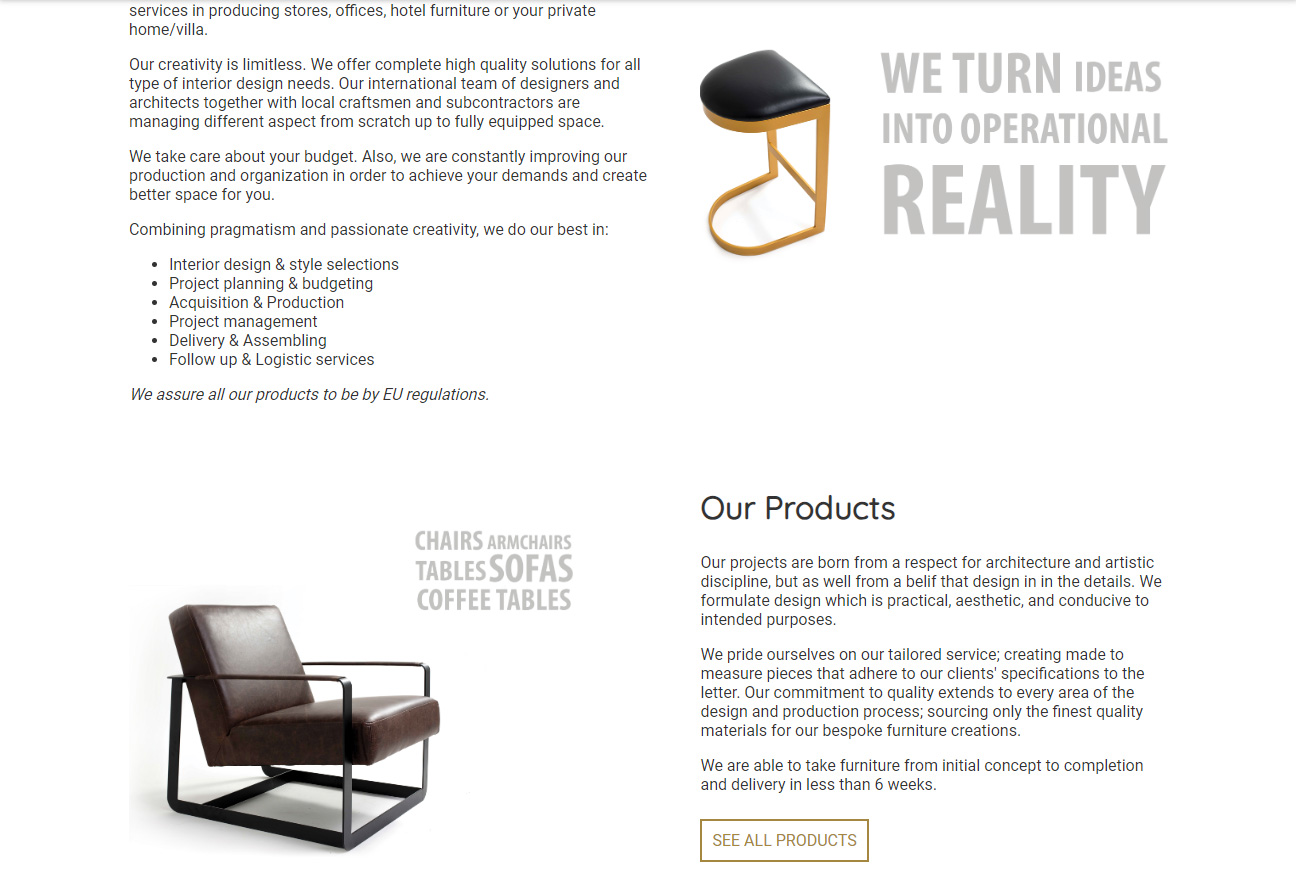 services in producing stores, offices, hotel furniture or your private
home/villa.
Our creativity is limitless. We offer complete high quality solutions for all
type of interior design needs. Our international team of designers and
architects together with local craftsmen and subcontractors are
managing different aspect from scratch up to fully equipped space.
We take care about your budget. Also, we are constantly improving our
production and organization in order to achieve your demands and create
better space for you.
Combining pragmatism and passionate creativity, we do our best in:
• Interior design & style selections
• Project planning & budgeting
• Acquisition & Production
• Project management
• Delivery & Assembling
• Follow up & Logistic services
We assure all our products to be by EU regulations.
WE TURN IDEAS
INTO OPERATIONAL
REALITY
CHAIRS ARMCHAIRS
TABLES SOFAS
COFFEE TABLES
Our Products
Our projects are born from a respect for architecture and artistic
discipline, but as well from a belif that design in in the details. We
formulate design which is practical, aesthetic, and conducive to
intended purposes.
We pride ourselves on our tailored service; creating made to
measure pieces that adhere to our clients' specifications to the
letter. Our commitment to quality extends to every area of the
design and production process; sourcing only the finest quality
materials for our bespoke furniture creations.
We are able to take furniture from initial concept to completion
and delivery in less than 6 weeks.
SEE ALL PRODUCTS